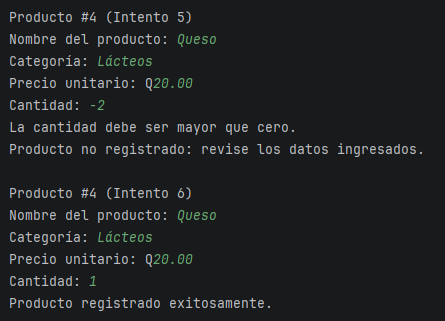 Producto #4 (Intento 5)
Nombre del producto: Queso
Categoría: Lácteos
Precio unitario: Q20.00
Cantidad: -2
La cantidad debe ser mayor que cero.
Producto no registrado: revise los datos ingresados.

Producto #4 (Intento 6)
Nombre del producto: Queso
Categoría: Lácteos
Precio unitario: Q20.00
Cantidad: 1
Producto registrado exitosamente.